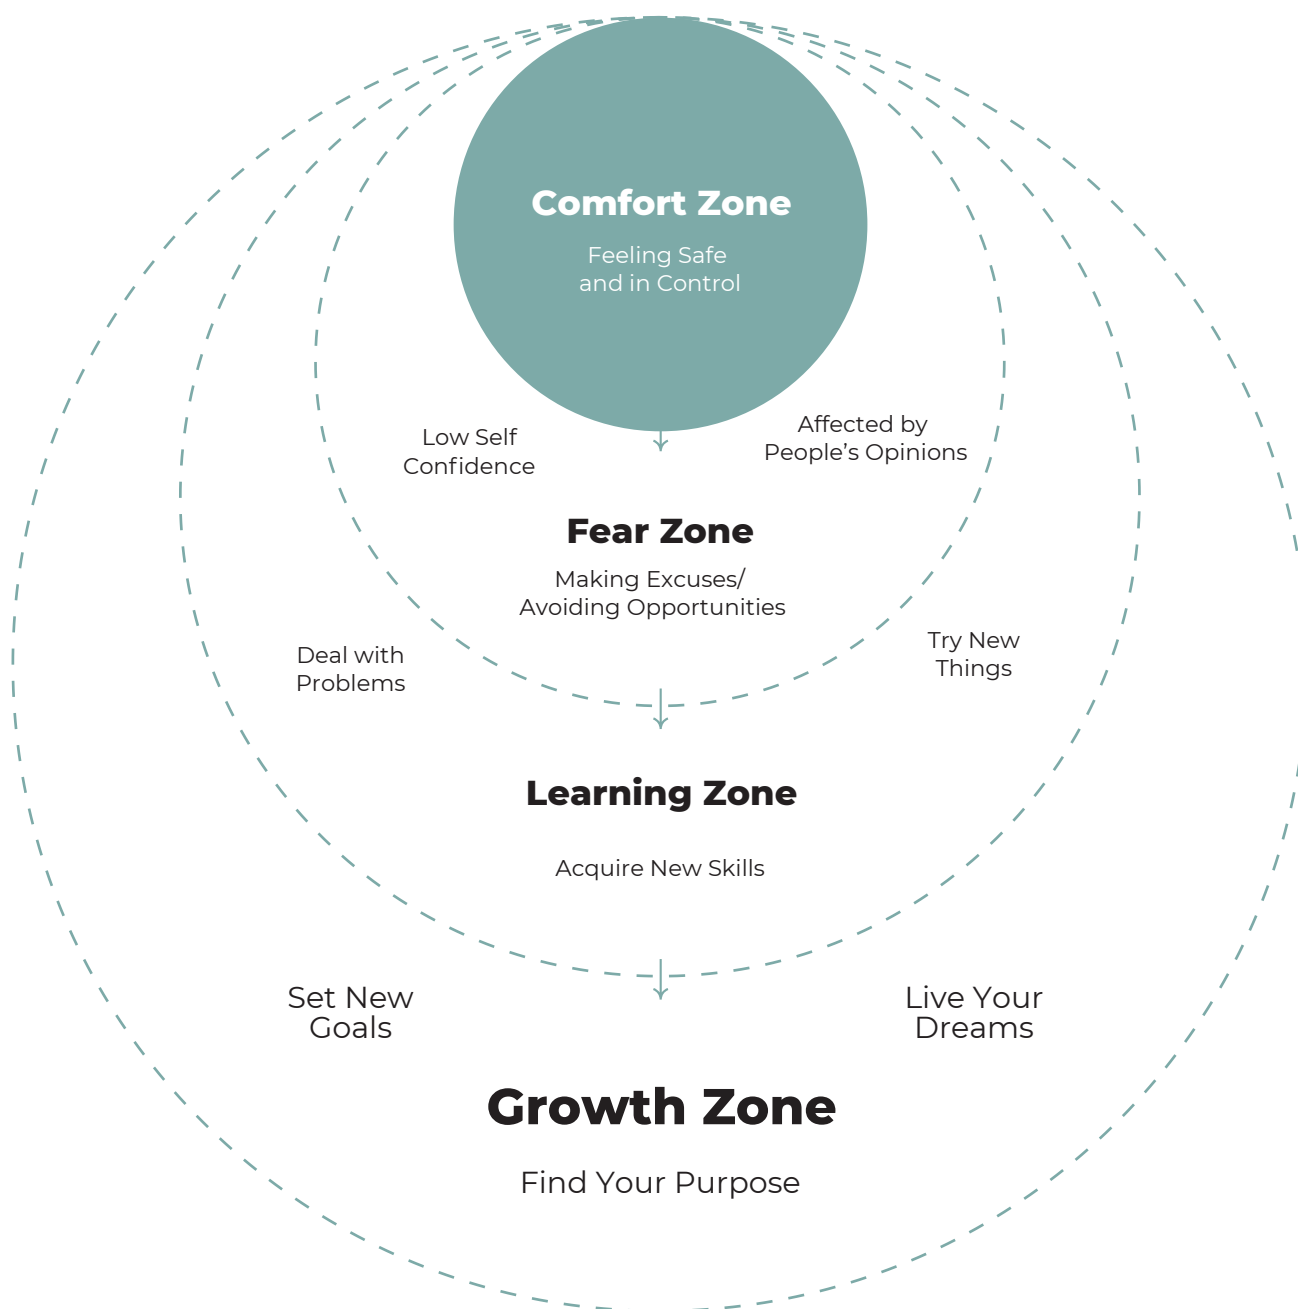 Comfort Zone
Feeling Safe
and in Control
Low Self
Confidence
Affected by
People’s Opinions
Fear Zone
Making Excuses/
Avoiding Opportunities
Deal with
Problems
Try New
Things
Learning Zone
Acquire New Skills
Set New
Goals
Live Your
Dreams
Growth Zone
Find Your Purpose